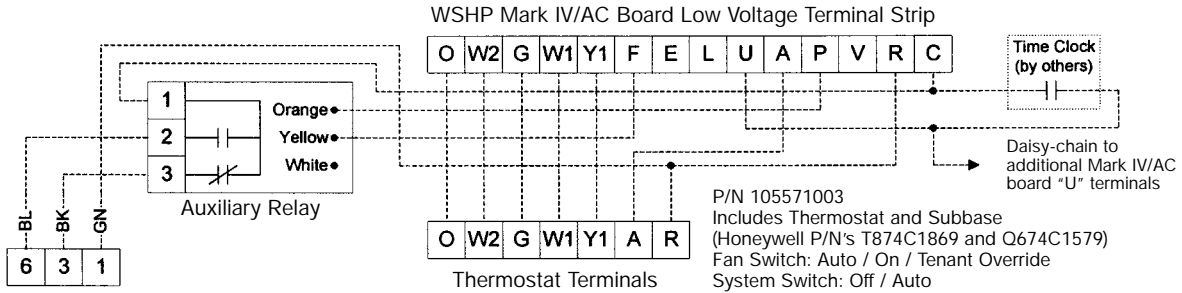 WSHP Mark IV/AC Board Low Voltage Terminal Strip
O W2 G W1 Y1 F E L U A P V R C
Time Clock
(by others)
1
2
3
Orange
Yellow
White
Auxiliary Relay
Daisy-chain to
additional Mark IV/AC
board "U" terminals
BL
BK
GN
6 3 1
O W2 G W1 Y1 A R
Thermostat Terminals
P/N 105571003
Includes Thermostat and Subbase
(Honeywell P/N's T874C1869 and Q674C1579)
Fan Switch: Auto / On / Tenant Override
System Switch: Off / Auto